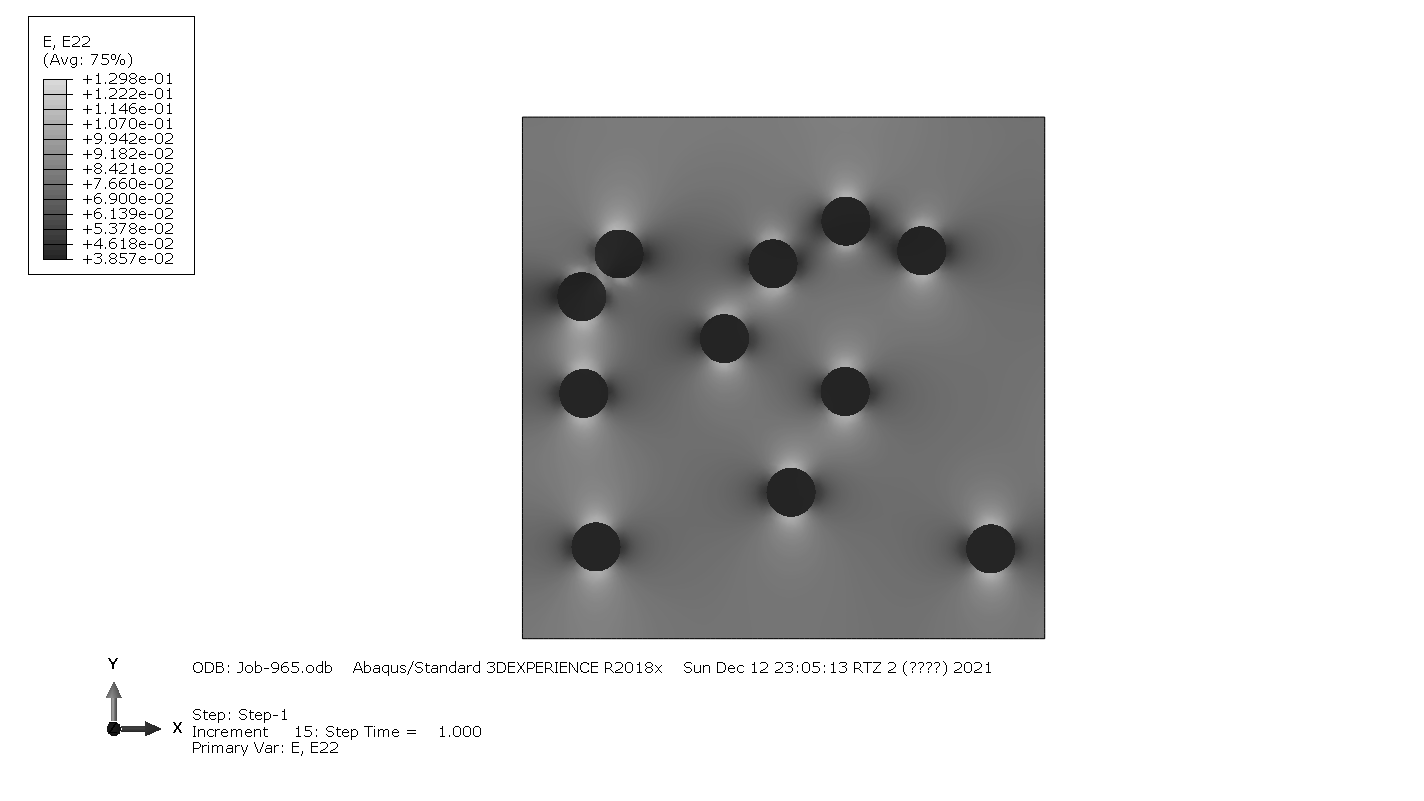 E, E22
(Avg: 75%)
+1.298e-01
+1.222e-01
+1.146e-01
+1.070e-01
+9.942e-02
+9.182e-02
+8.421e-02
+7.660e-02
+6.900e-02
+6.139e-02
+5.378e-02
+4.618e-02
+3.857e-02
Y
X
ODB: Job-965.odb Abaqus/Standard 3DEXPERIENCE R2018x Sun Dec 12 23:05:13 RTZ 2 (????) 2021
Step: Step-1
Increment 15: Step Time = 1.000
Primary Var: E, E22